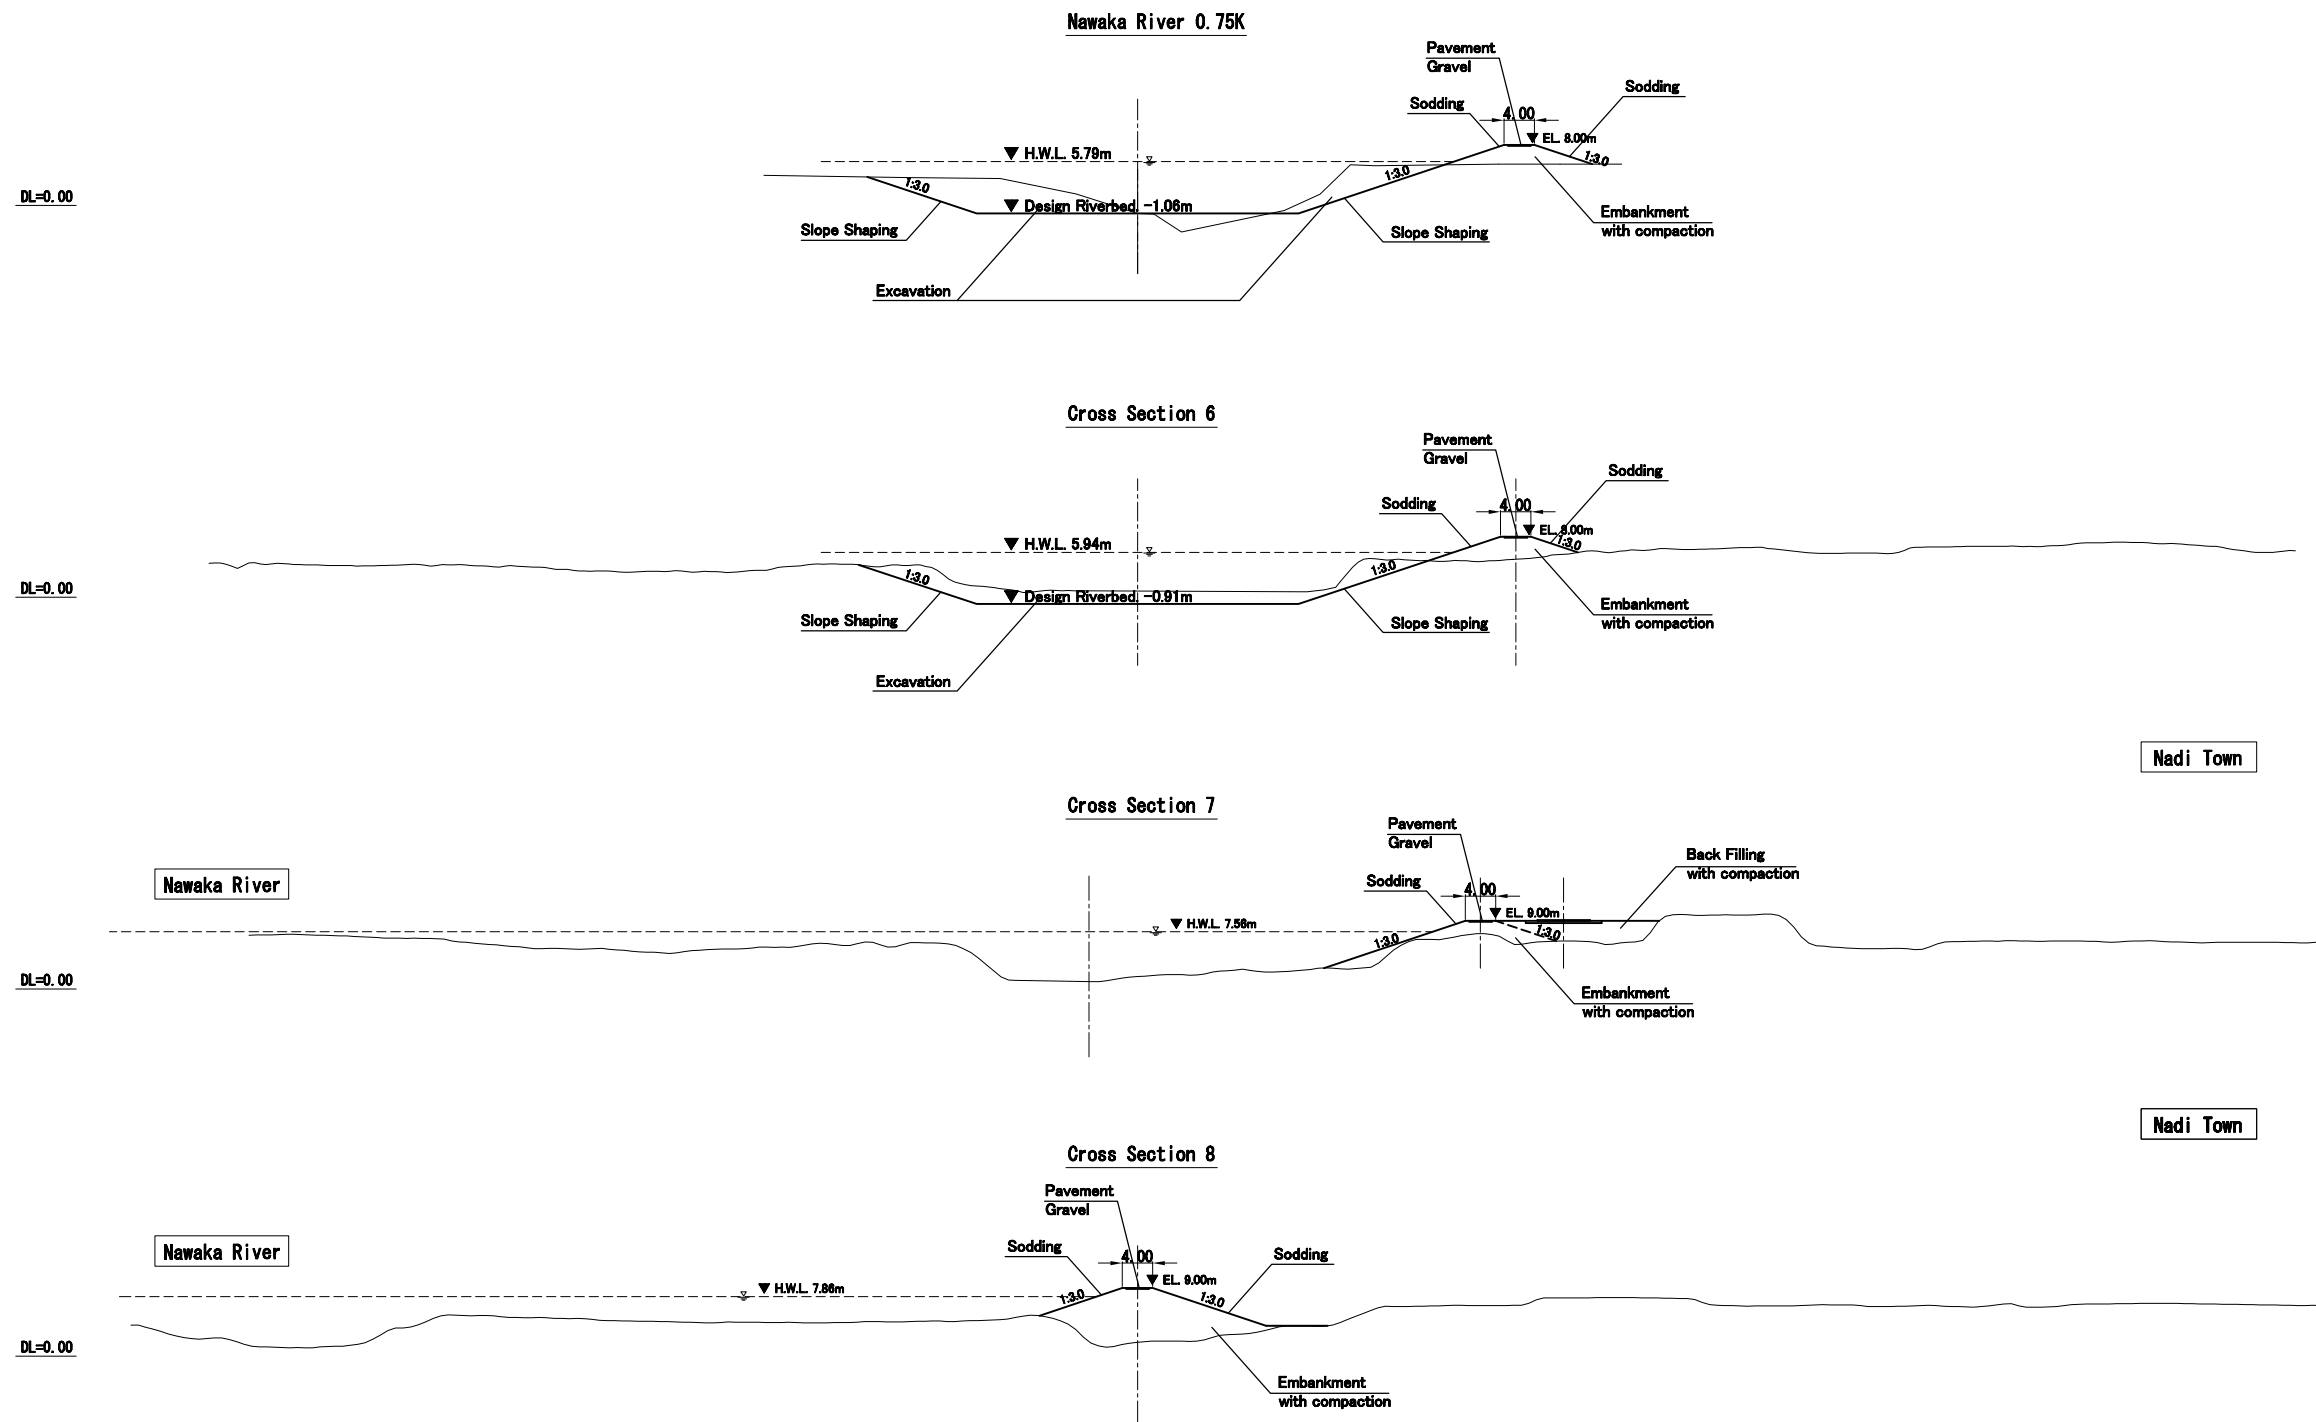 Nawaka River 0.75K
Pavement
Gravel
Sodding
Sodding
4.00
EL. 8.00m
H.W.L. 5.79m
1:3.0
1:3.0
1:3.0
DL=0.00
Design Riverbed. -1.06m
Slope Shaping
Slope Shaping
Embankment
with compaction
Excavation
Cross Section 6
Pavement
Gravel
Sodding
Sodding
4.00
EL. 8.00m
H.W.L. 5.94m
1:3.0
1:3.0
1:3.0
DL=0.00
Design Riverbed. -0.91m
Slope Shaping
Slope Shaping
Embankment
with compaction
Excavation
Nadi Town
Cross Section 7
Pavement
Gravel
Back Filling
with compaction
Nawaka River
Sodding
4.00
EL. 9.00m
H.W.L. 7.56m
1:3.0
1:3.0
DL=0.00
Embankment
with compaction
Nadi Town
Cross Section 8
Pavement
Gravel
Nawaka River
Sodding
4.00
Sodding
EL. 9.00m
H.W.L. 7.86m
1:3.0
1:3.0
DL=0.00
Embankment
with compaction